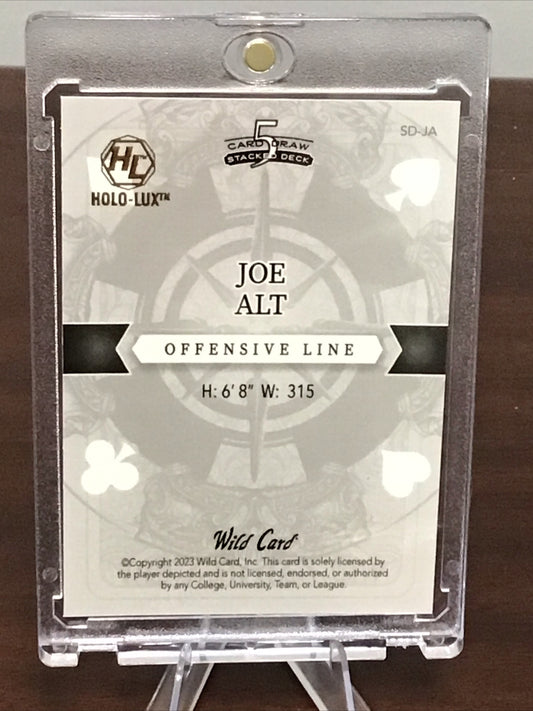 SD-JA
5
CARD DRAW
STACKED DECK
HC
HOLO-LUX™
JOE
ALT
OFFENSIVE LINE
H: 6' 8" W: 315
Wild Card
©Copyright 2023 Wild Card, Inc. This card is solely licensed by
the player depicted and is not licensed, endorsed, or authorized
by any College, University, Team, or League.